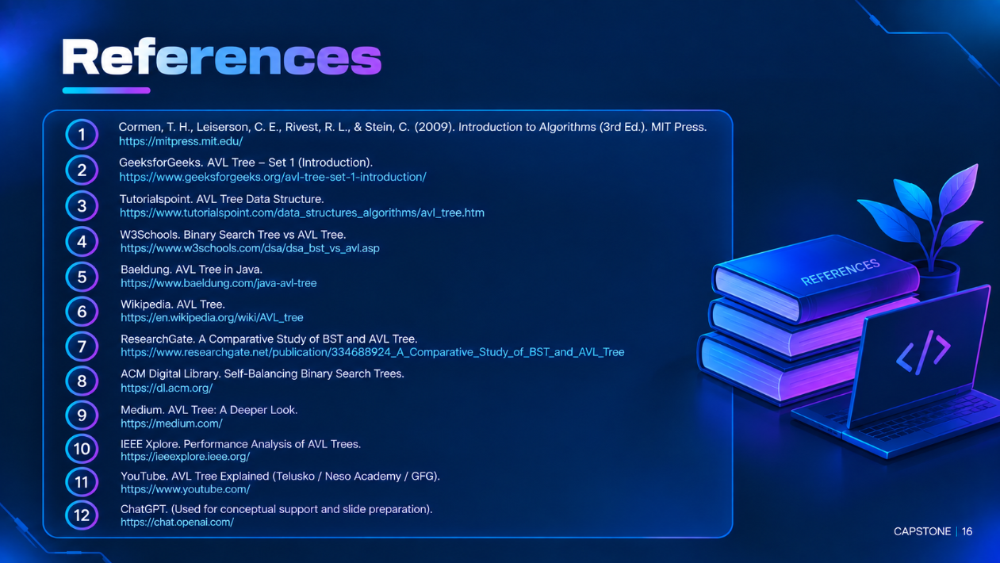 References
1
Cormen, T. H., Leiserson, C. E., Rivest, R. L., & Stein, C. (2009). Introduction to Algorithms (3rd Ed.). MIT Press.
https://mitpress.mit.edu/
2
GeeksforGeeks. AVL Tree – Set 1 (Introduction).
https://www.geeksforgeeks.org/avl-tree-set-1-introduction/
3
Tutorialspoint. AVL Tree Data Structure.
https://www.tutorialspoint.com/data_structures_algorithms/avl_tree.htm
4
W3Schools. Binary Search Tree vs AVL Tree.
https://www.w3schools.com/dsa/dsa_bst_vs_avl.asp
5
Baeldung. AVL Tree in Java.
https://www.baeldung.com/java-avl-tree
6
Wikipedia. AVL Tree.
https://en.wikipedia.org/wiki/AVL_tree
7
ResearchGate. A Comparative Study of BST and AVL Tree.
https://www.researchgate.net/publication/334688924_A_Comparative_Study_of_BST_and_AVL_Tree
8
ACM Digital Library. Self-Balancing Binary Search Trees.
https://dl.acm.org/
9
Medium. AVL Tree: A Deeper Look.
https://medium.com/
10
IEEE Xplore. Performance Analysis of AVL Trees.
https://ieeexplore.ieee.org/
11
YouTube. AVL Tree Explained (Telusko / Neso Academy / GFG).
https://www.youtube.com/
12
ChatGPT. (Used for conceptual support and slide preparation).
https://chat.openai.com/
REFERENCES
</>
CAPSTONE | 16